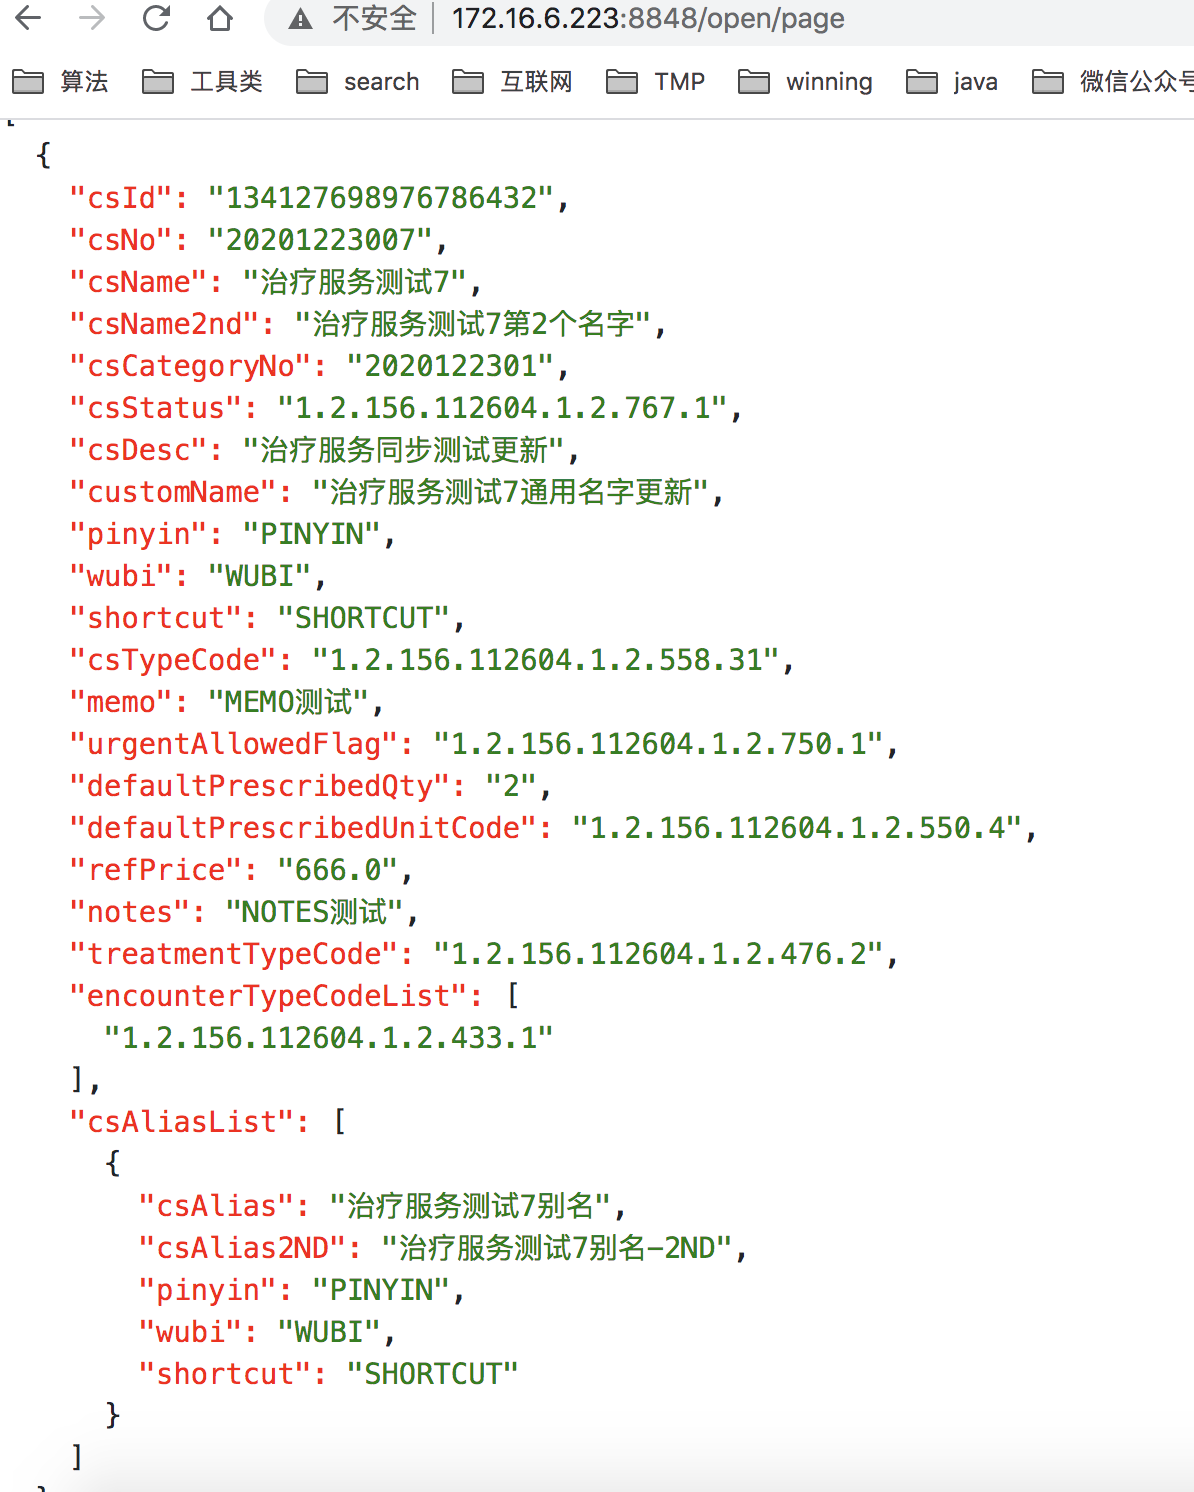 不安全 172.16.6.223:8848/open/page
算法 工具类 search 互联网 TMP winning java 微信公众号
[
{
"csId": "134127698976786432",
"csNo": "20201223007",
"csName": "治疗服务测试7",
"csName2nd": "治疗服务测试7第2个名字",
"csCategoryNo": "2020122301",
"csStatus": "1.2.156.112604.1.2.767.1",
"csDesc": "治疗服务同步测试更新",
"customName": "治疗服务测试7通用名字更新",
"pinyin": "PINYIN",
"wubi": "WUBI",
"shortcut": "SHORTCUT",
"csTypeCode": "1.2.156.112604.1.2.558.31",
"memo": "MEMO测试",
"urgentAllowedFlag": "1.2.156.112604.1.2.750.1",
"defaultPrescribedQty": "2",
"defaultPrescribedUnitCode": "1.2.156.112604.1.2.550.4",
"refPrice": "666.0",
"notes": "NOTES测试",
"treatmentTypeCode": "1.2.156.112604.1.2.476.2",
"encounterTypeCodeList": [
"1.2.156.112604.1.2.433.1"
],
"csAliasList": [
{
"csAlias": "治疗服务测试7别名",
"csAlias2ND": "治疗服务测试7别名-2ND",
"pinyin": "PINYIN",
"wubi": "WUBI",
"shortcut": "SHORTCUT"
}
]
}